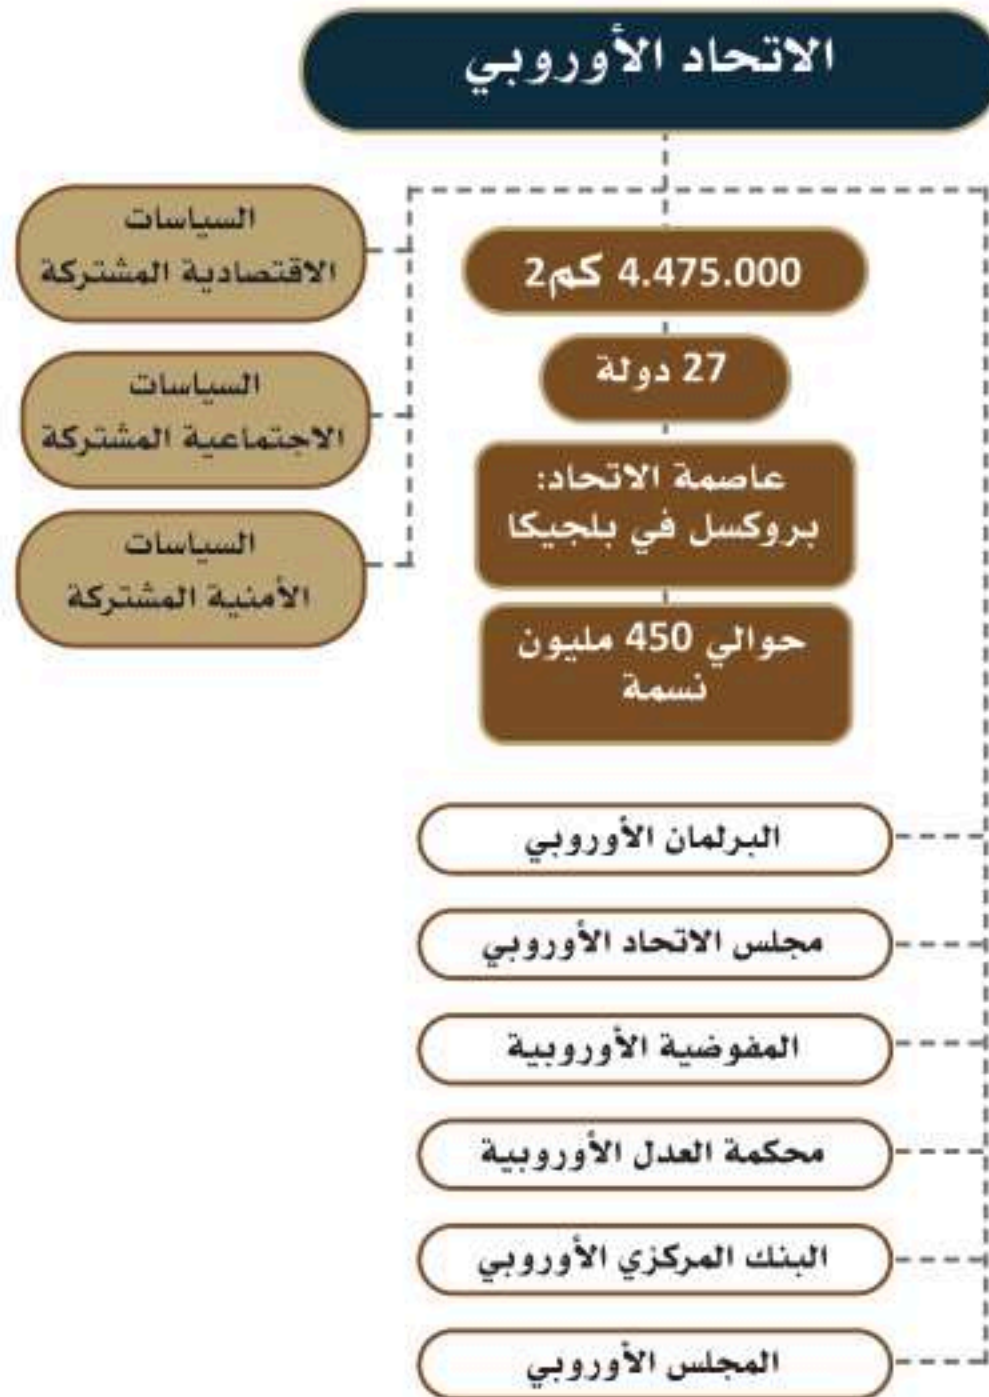 الاتحاد الأوروبي
4.475.000 كم2
27 دولة
عاصمة الاتحاد:
بروكسل في بلجيكا
حوالي 450 مليون
نسمة
السياسات
الاقتصادية المشتركة
السياسات
الاجتماعية المشتركة
السياسات
الأمنية المشتركة
البرلمان الأوروبي
مجلس الاتحاد الأوروبي
المفوضية الأوروبية
محكمة العدل الأوروبية
البنك المركزي الأوروبي
المجلس الأوروبي